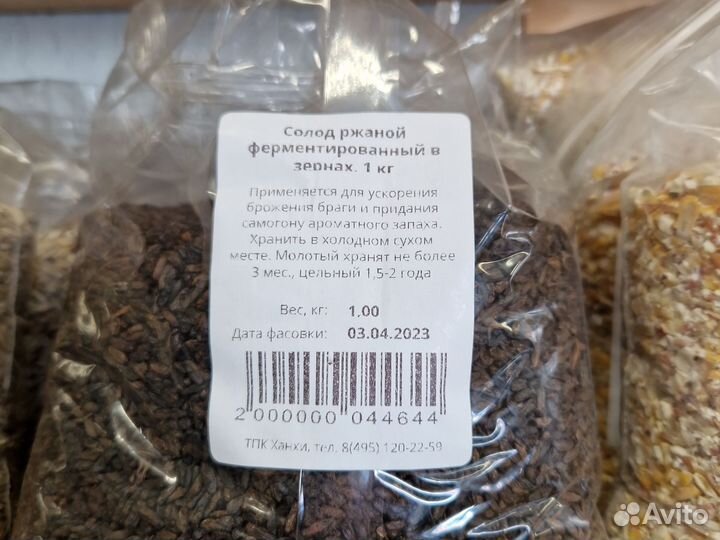 Солод ржаной
ферментированный в
зернах. 1 кг
Применяется для ускорения
брожения браги и придания
самогону ароматного запаха.
Хранить в холодном сухом
месте. Молотый хранят не более
3 мес., цельный 1,5-2 года
Вес, кг: 1.00
Дата фасовки: 03.04.2023
2 000000 044644
ТПК Ханхи, тел. 8(495) 120-22-59
Avito